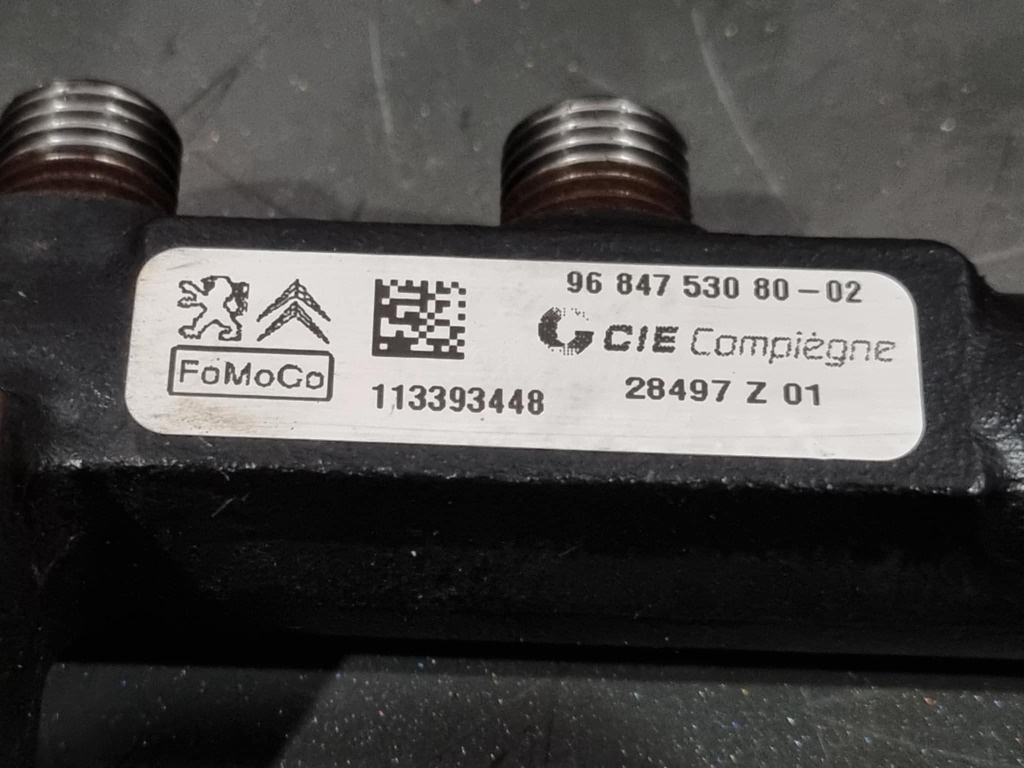 FoMoCo
113393448
96 847 530 80-02
CIE Compiègne
28497 Z 01